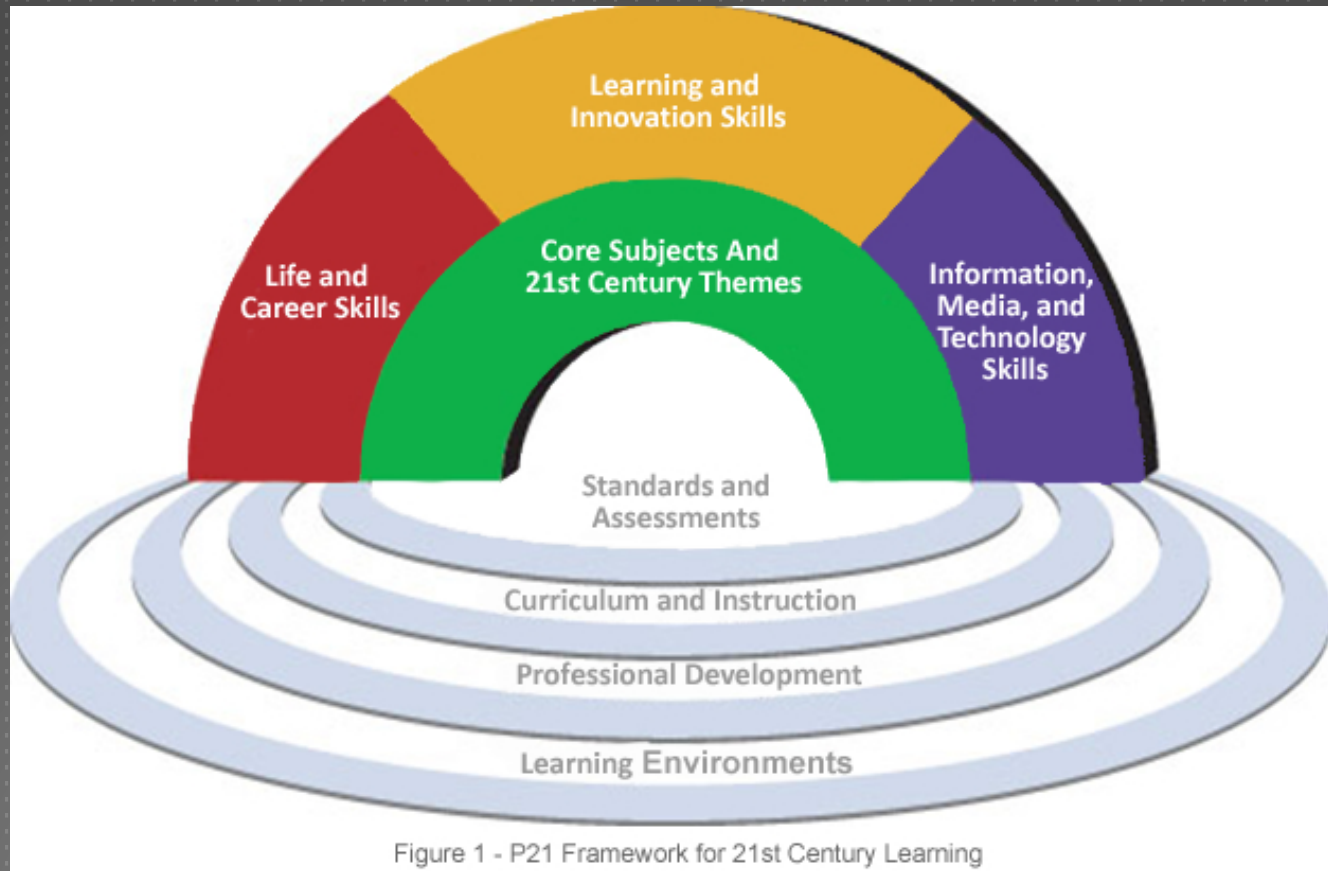 Learning and
Innovation Skills
Core Subjects And
21st Century Themes
Life and
Career Skills
Information,
Media, and
Technology
Skills
Standards and
Assessments
Curriculum and Instruction
Professional Development
Learning Environments
Figure 1 - P21 Framework for 21st Century Learning